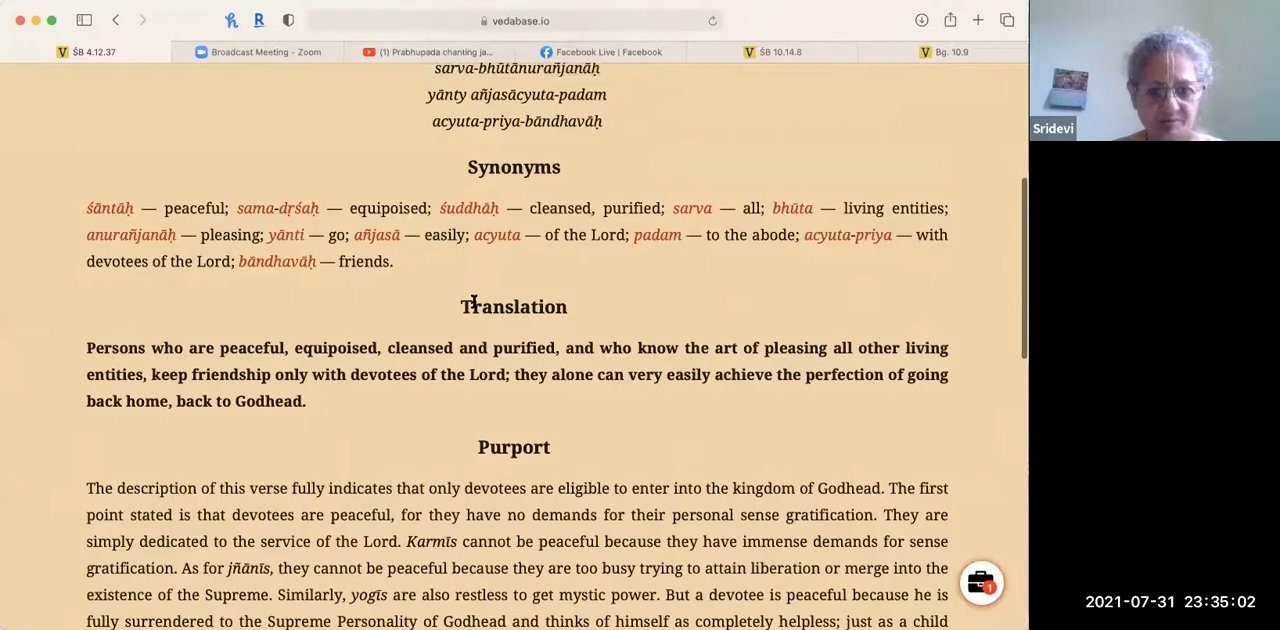 vedabase.io
ŚB 4.12.37
Broadcast Meeting - Zoom
(1) Prabhupada chanting ja...
Facebook Live | Facebook
ŚB 10.14.8
Bg. 10.9
sarva-bhūtānurañjanāḥ
yānty añjasācyuta-padam
acyuta-priya-bāndhavāḥ
Synonyms
śāntāḥ — peaceful; sama-dṛśaḥ — equipoised; śuddhāḥ — cleansed, purified; sarva — all; bhūta — living entities;
anurañjanāḥ — pleasing; yānti — go; añjasā — easily; acyuta — of the Lord; padam — to the abode; acyuta-priya — with
devotees of the Lord; bāndhavāḥ — friends.
Translation
Persons who are peaceful, equipoised, cleansed and purified, and who know the art of pleasing all other living
entities, keep friendship only with devotees of the Lord; they alone can very easily achieve the perfection of going
back home, back to Godhead.
Purport
The description of this verse fully indicates that only devotees are eligible to enter into the kingdom of Godhead. The first
point stated is that devotees are peaceful, for they have no demands for their personal sense gratification. They are
simply dedicated to the service of the Lord. Karmīs cannot be peaceful because they have immense demands for sense
gratification. As for jñānīs, they cannot be peaceful because they are too busy trying to attain liberation or merge into the
existence of the Supreme. Similarly, yogīs are also restless to get mystic power. But a devotee is peaceful because he is
fully surrendered to the Supreme Personality of Godhead and thinks of himself as completely helpless; just as a child
1
Sridevi
2021-07-31 23:35:02